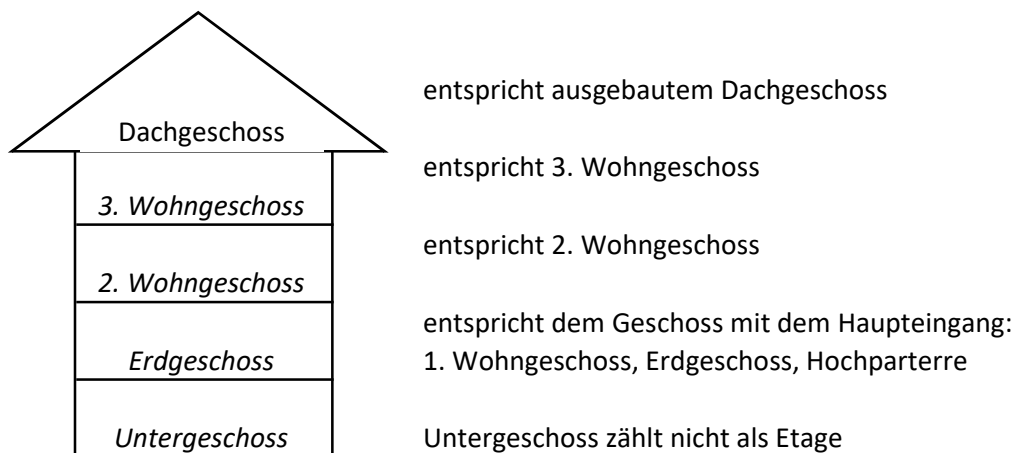 entspricht ausgebautem Dachgeschoss
Dachgeschoss
entspricht 3. Wohngeschoss
3. Wohngeschoss
entspricht 2. Wohngeschoss
2. Wohngeschoss
entspricht dem Geschoss mit dem Haupteingang:
Erdgeschoss
1. Wohngeschoss, Erdgeschoss, Hochparterre
Untergeschoss
Untergeschoss zählt nicht als Etage